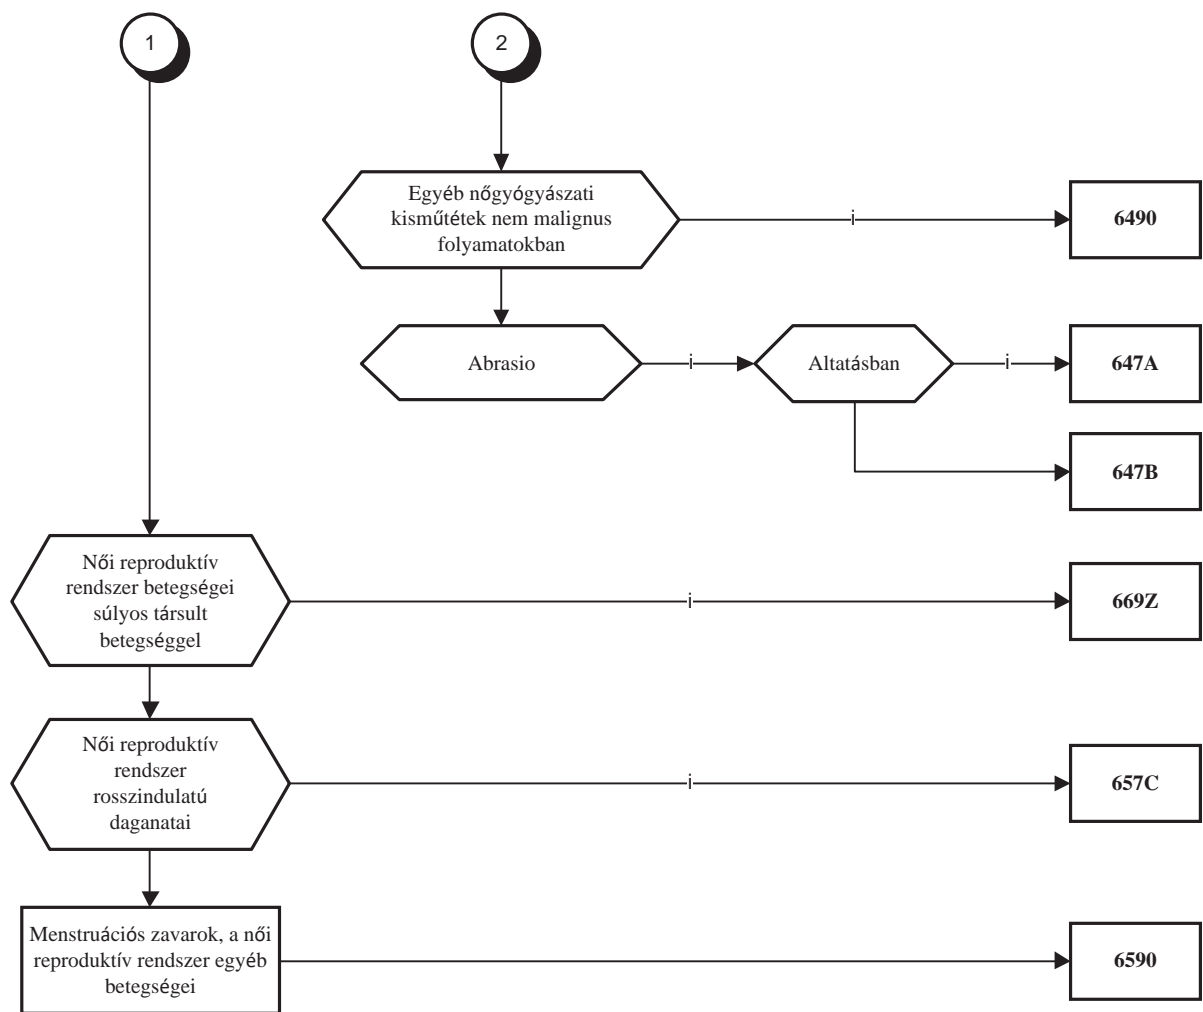 1
2
Egyéb nőgyógyászati
kisműtétek nem malignus
folyamatokban
i
6490
Abrasio
i
Altatásban
i
647A
647B
Női reproduktív
rendszer betegségei
súlyos társult
betegséggel
i
669Z
Női reproduktív
rendszer
rosszindulatú
daganatai
i
657C
Menstruációs zavarok, a női
reproduktív rendszer egyéb
betegségei
6590